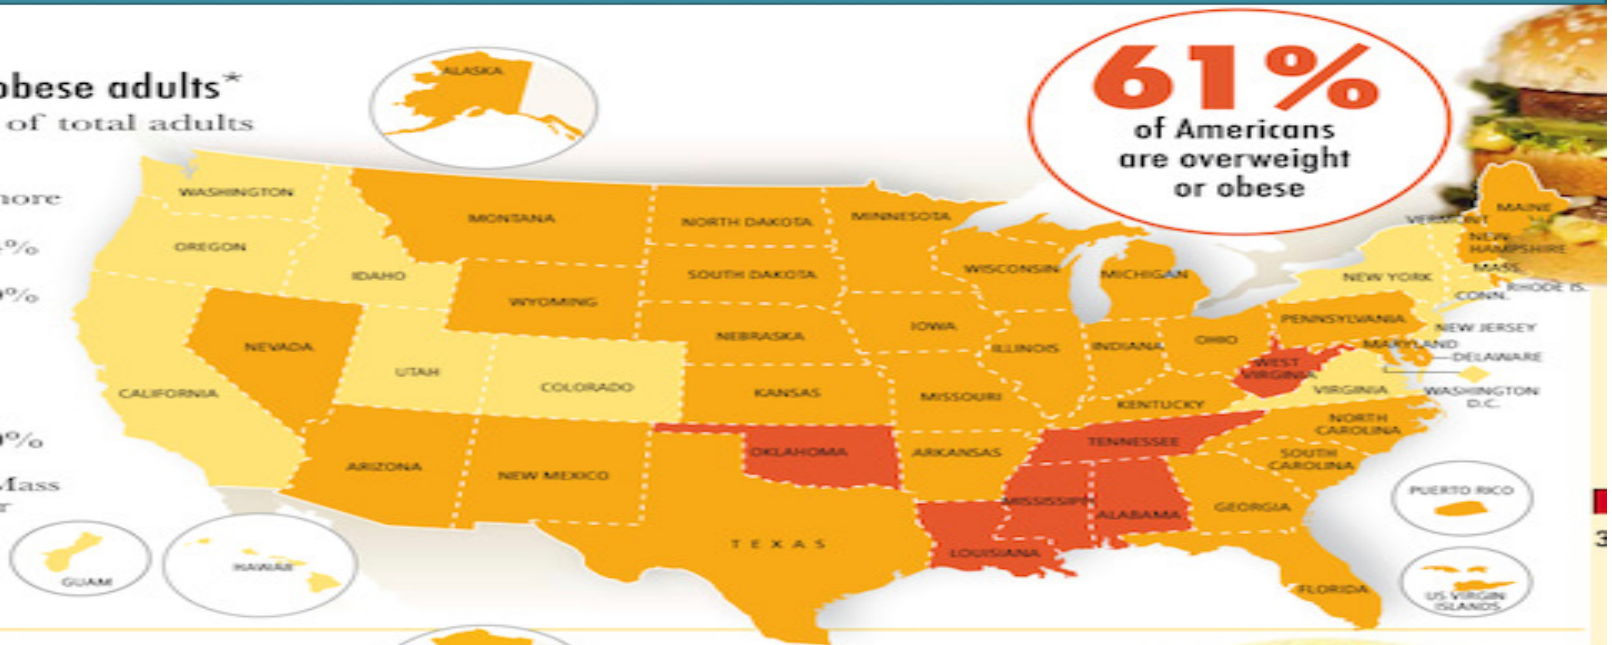 obese adults*
of total adults
more
%
%
%
Mass
r
ALASKA
61%
of Americans
are overweight
or obese
WASHINGTON
OREGON
IDAHO
MONTANA
NORTH DAKOTA
MINNESOTA
SOUTH DAKOTA
WYOMING
WISCONSIN
MICHIGAN
VERMONT
MAINE
NEW
HAMPSHIRE
MASS.
RHODE IS.
CONN.
NEW YORK
NEVADA
UTAH
COLORADO
CALIFORNIA
NEBRASKA
IOWA
ILLINOIS
INDIANA
OHIO
PENNSYLVANIA
NEW JERSEY
MARYLAND
DELAWARE
WEST
VIRGINIA
VIRGINIA
WASHINGTON
D.C.
KANSAS
MISSOURI
KENTUCKY
NORTH
CAROLINA
ARIZONA
NEW MEXICO
OKLAHOMA
ARKANSAS
TENNESSEE
SOUTH
CAROLINA
MISSISSIPPI
ALABAMA
GEORGIA
TEXAS
LOUISIANA
FLORIDA
GUAM
HAWAII
PUERTO RICO
US VIRGIN
ISLANDS
3